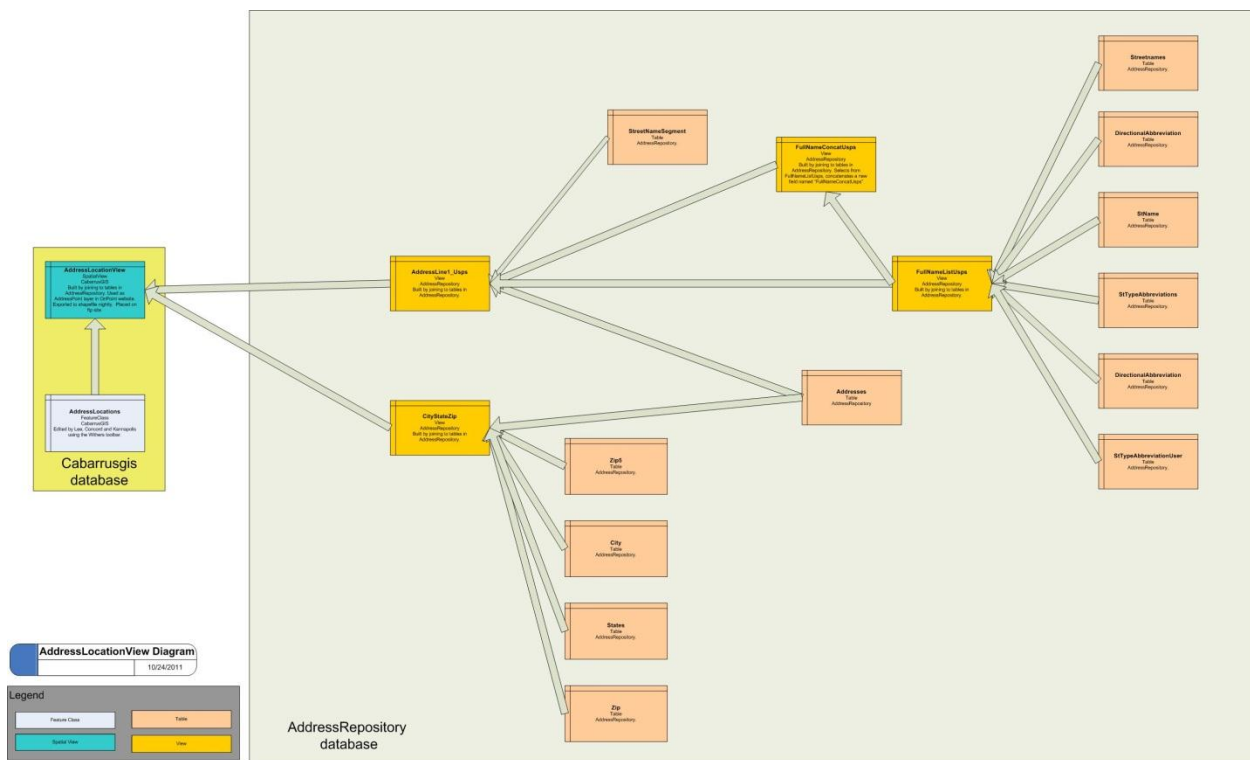 Streetnames
Table
AddressRepository.
StreetNameSegment
Table
AddressRepository.
DirectionalAbbreviation
Table
AddressRepository.
FullNameConcatUsps
View
AddressRepository
Built by joining to tables in
AddressRepository. Selects from
FullNameListUsps, concatenates a new
field named "FullNameConcatUsps"
StName
Table
AddressRepository.
AddressLocationView
SpatialView
CabarrusGIS
Built by joining to tables in
AddressRepository. Used as
AddressPoint layer in OnPoint website.
Exported to shapefile nightly. Placed on
ftp site
AddressLine1_Usps
View
AddressRepository
Built by joining to tables in
AddressRepository.
FullNameListUsps
View
AddressRepository
Built by joining to tables in
AddressRepository.
StTypeAbbreviations
Table
AddressRepository.
DirectionalAbbreviation
Table
AddressRepository.
Addresses
Table
AddressRepository
AddressLocations
FeatureClass
CabarrusGIS
Edited by Lee, Concord and Kannapolis
using the Withers toolbar.
CityStateZip
View
AddressRepository
Built by joining to tables in
AddressRepository.
Cabarrusgis
database
Zip5
Table
AddressRepository.
StTypeAbbreviationUser
Table
AddressRepository.
City
Table
AddressRepository.
States
Table
AddressRepository.
Zip
Table
AddressRepository.
AddressLocationView Diagram
10/24/2011
Legend
Feature Class
Table
Spatial View
View
AddressRepository
database